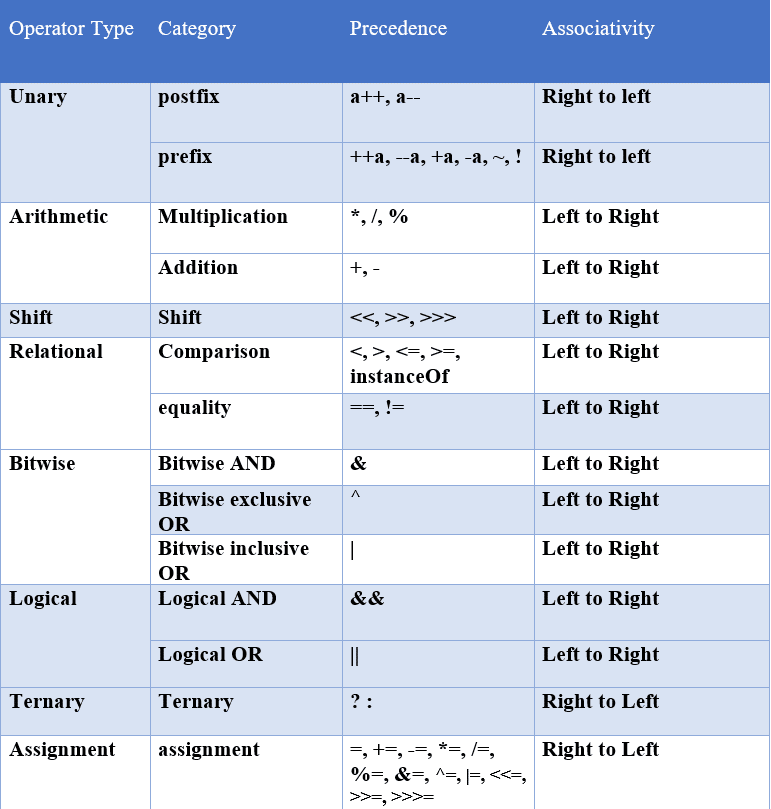 Operator Type Category Precedence Associativity
Unary postfix a++, a-- Right to left
prefix ++a, --a, +a, -a, ~, ! Right to left
Arithmetic Multiplication *, /, % Left to Right
Addition +, - Left to Right
Shift Shift <<, >>, >>> Left to Right
Relational Comparison <, >, <=, >=, Left to Right
instanceOf
equality ==, != Left to Right
Bitwise Bitwise AND & Left to Right
Bitwise exclusive ^ Left to Right
OR
Bitwise inclusive | Left to Right
OR
Logical Logical AND && Left to Right
Logical OR || Left to Right
Ternary Ternary ? : Right to Left
Assignment assignment =, +=, -=, *=, /=, Right to Left
%=, &=, ^=, |=, <<=,
>>=, >>>=